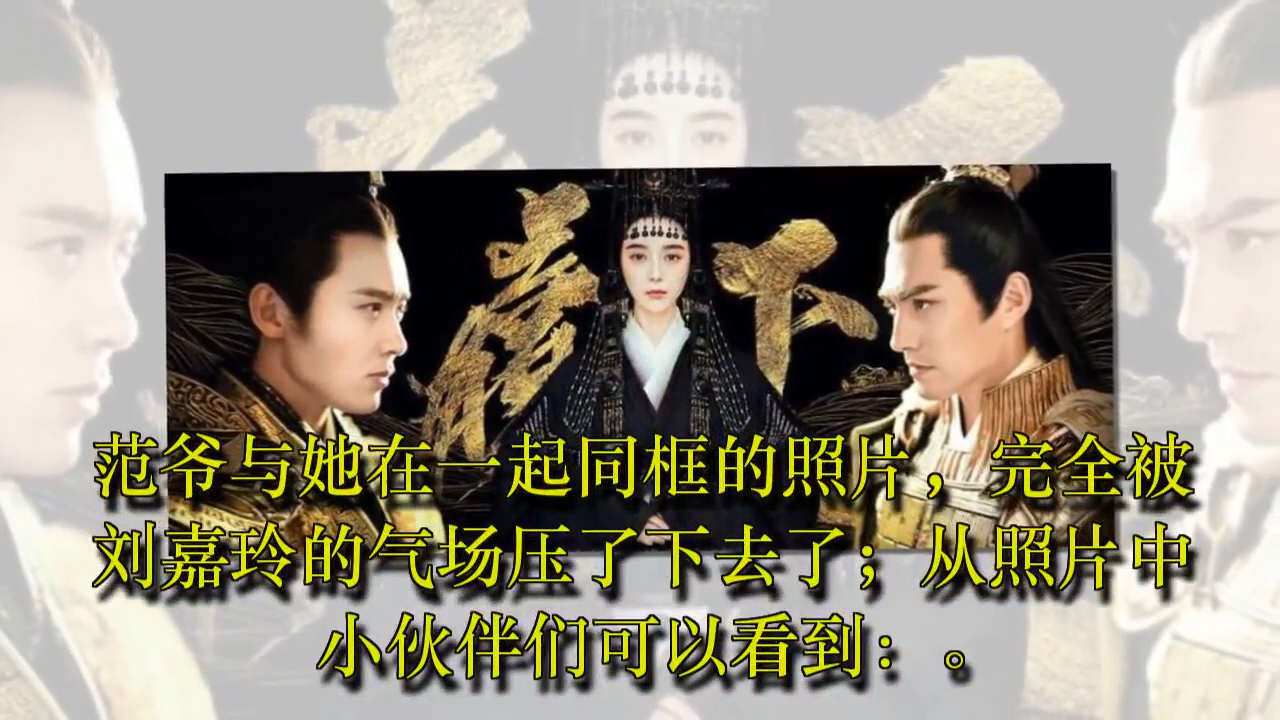 赢 下
范爷与她在一起同框的照片，完全被
刘嘉玲的气场压了下去了；从照片中
小伙伴们可以看到：。